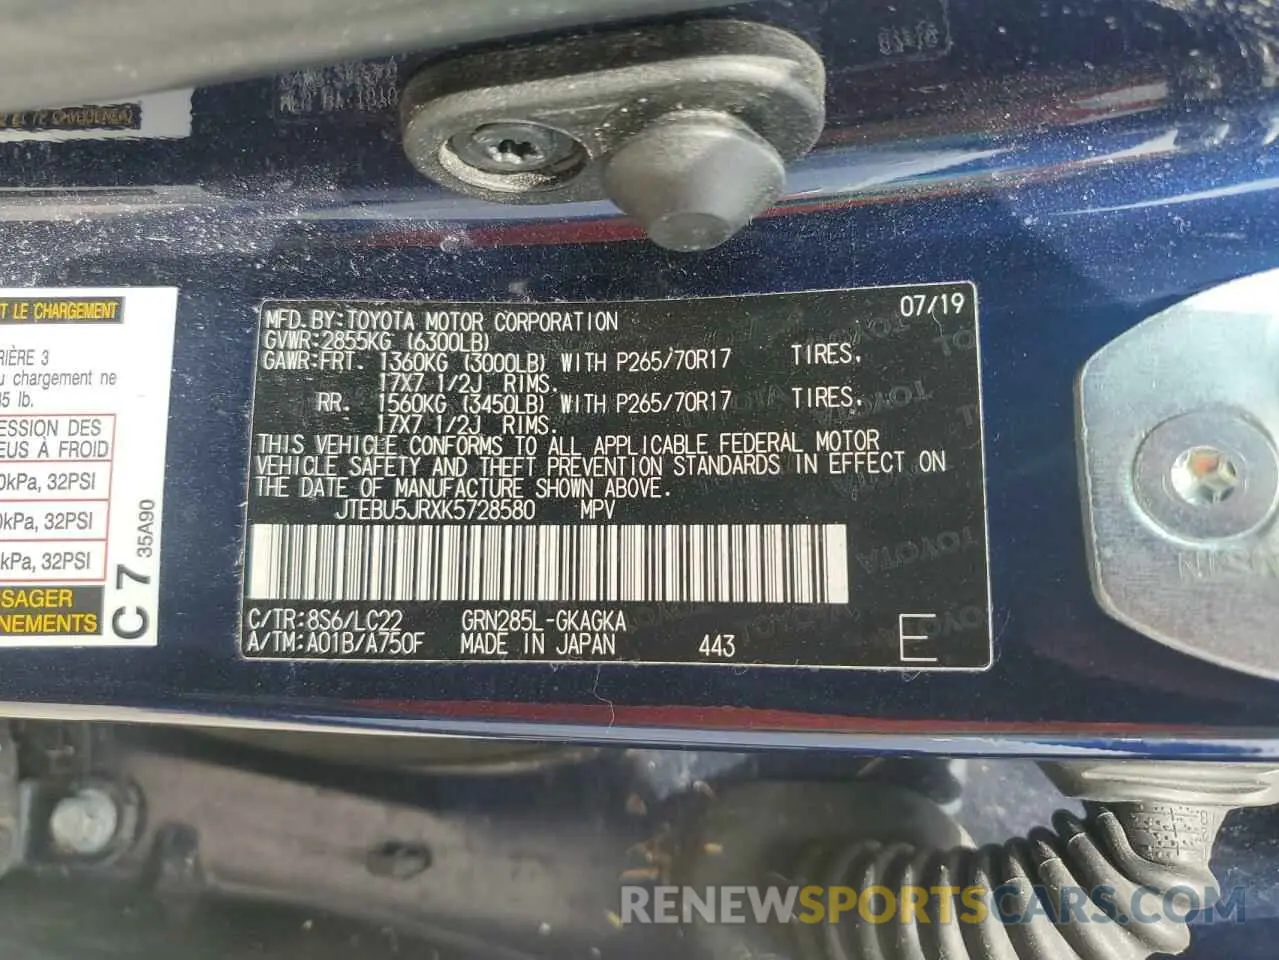 T LE CHARGEMENT
RIÈRE 3
u chargement ne
35 lb.
ESSION DES
EUS À FROID
0kPa, 32PSI
0kPa, 32PSI
kPa, 32PSI
SAGER
NEMENTS
C7
35A90
07/19
MFD.BY:TOYOTA MOTOR CORPORATION
GVWR:2855KG (6300LB)
GAWR:FRT. 1360KG (3000LB) WITH P265/70R17 TIRES,
17X7 1/2J RIMS.
RR. 1560KG (3450LB) WITH P265/70R17 TIRES,
17X7 1/2J RIMS.
THIS VEHICLE CONFORMS TO ALL APPLICABLE FEDERAL MOTOR
VEHICLE SAFETY AND THEFT PREVENTION STANDARDS IN EFFECT ON
THE DATE OF MANUFACTURE SHOWN ABOVE.
JTEBU5JRXK5728580 MPV
C/TR:8S6/LC22 GRN285L-GKAGKA
A/TM:A01B/A750F MADE IN JAPAN 443 E
RENEWSPORTSCARS.COM